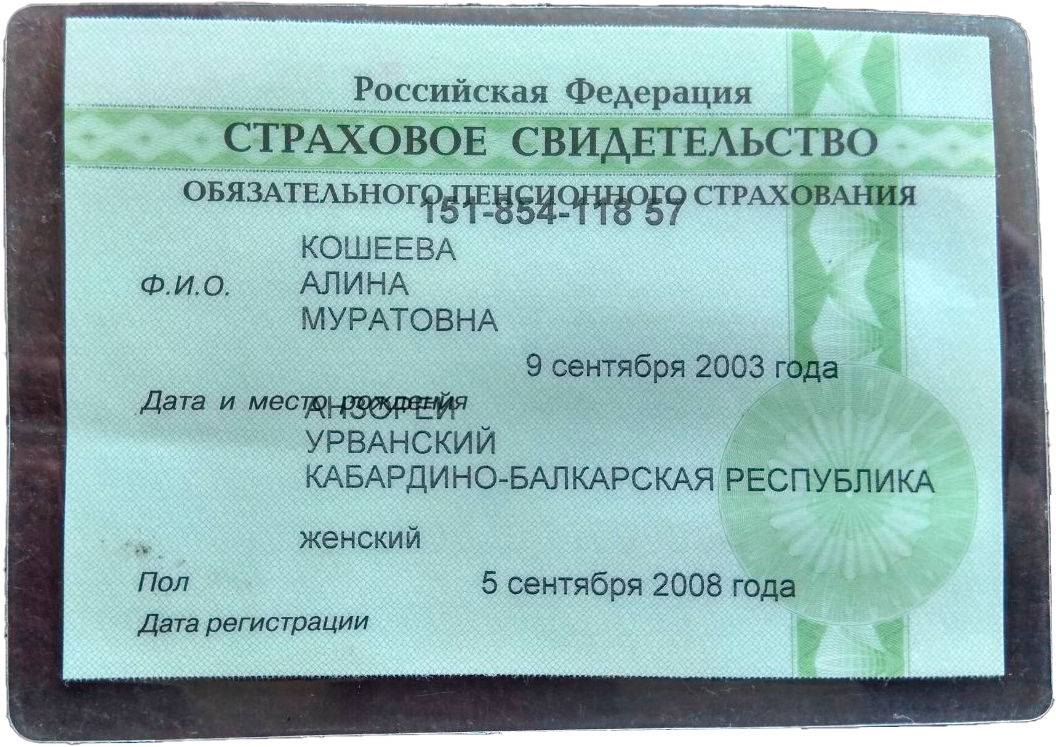 Российская Федерация
СТРАХОВОЕ СВИДЕТЕЛЬСТВО
ОБЯЗАТЕЛЬНОГО ПЕНСИОННОГО СТРАХОВАНИЯ
151-854-118 57
КОШЕЕВА
Ф.И.О. АЛИНА
МУРАТОВНА
9 сентября 2003 года
Дата и место рождения
АНЗОРЕЙ
УРВАНСКИЙ
КАБАРДИНО-БАЛКАРСКАЯ РЕСПУБЛИКА
женский
Пол
5 сентября 2008 года
Дата регистрации